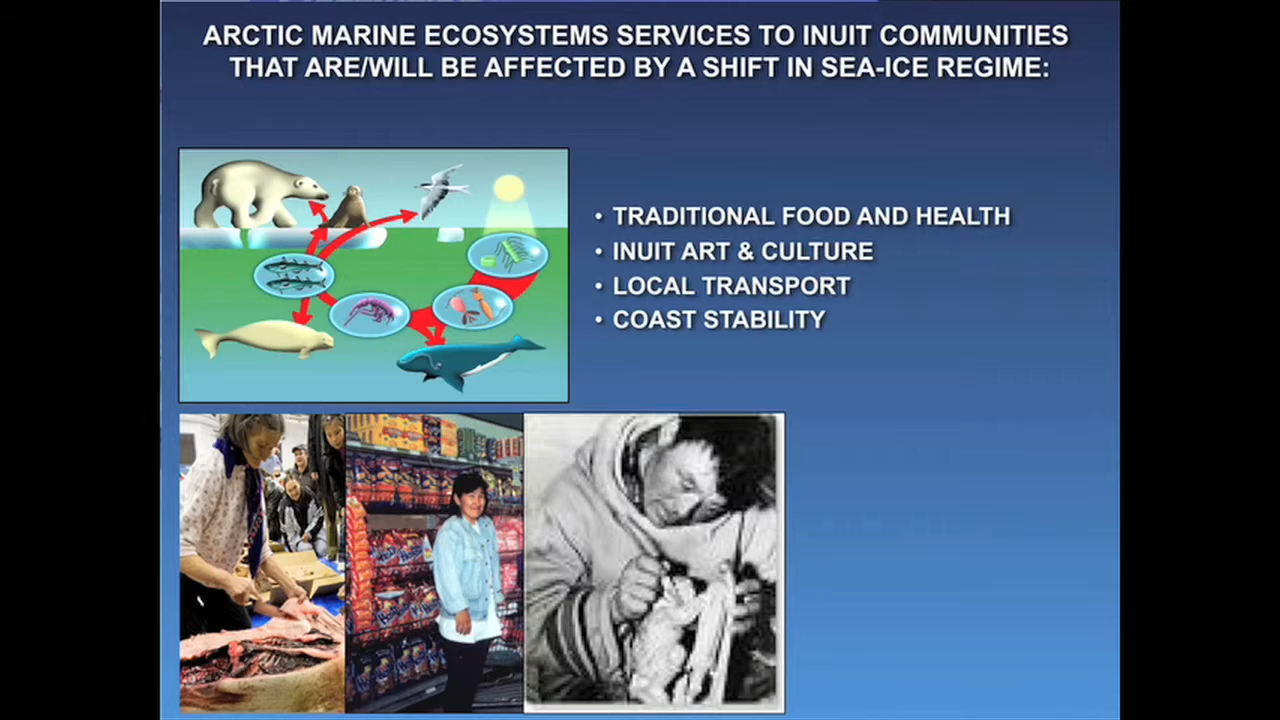 ARCTIC MARINE ECOSYSTEMS SERVICES TO INUIT COMMUNITIES
THAT ARE/WILL BE AFFECTED BY A SHIFT IN SEA-ICE REGIME:
• TRADITIONAL FOOD AND HEALTH
• INUIT ART & CULTURE
• LOCAL TRANSPORT
• COAST STABILITY